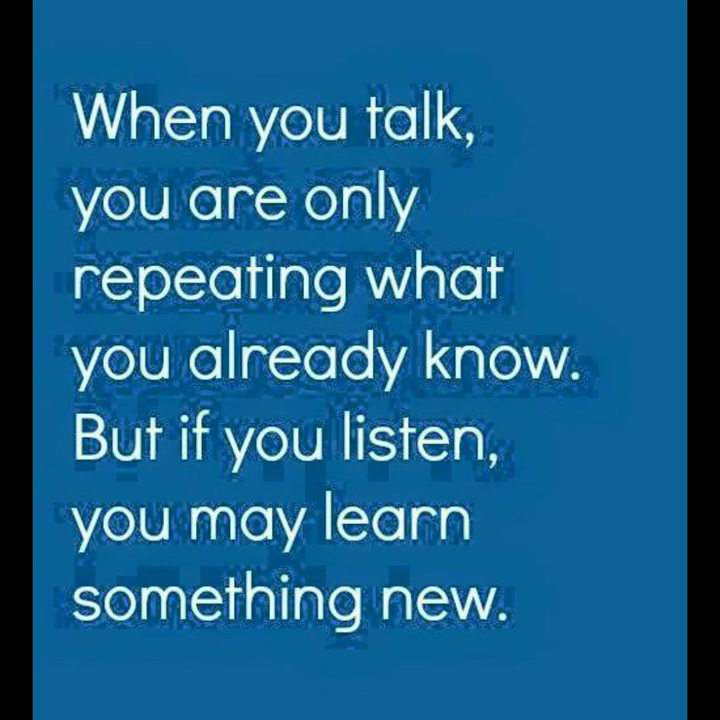 When you talk,
you are only
repeating what
you already know.
But if you listen,
you may learn
something new.